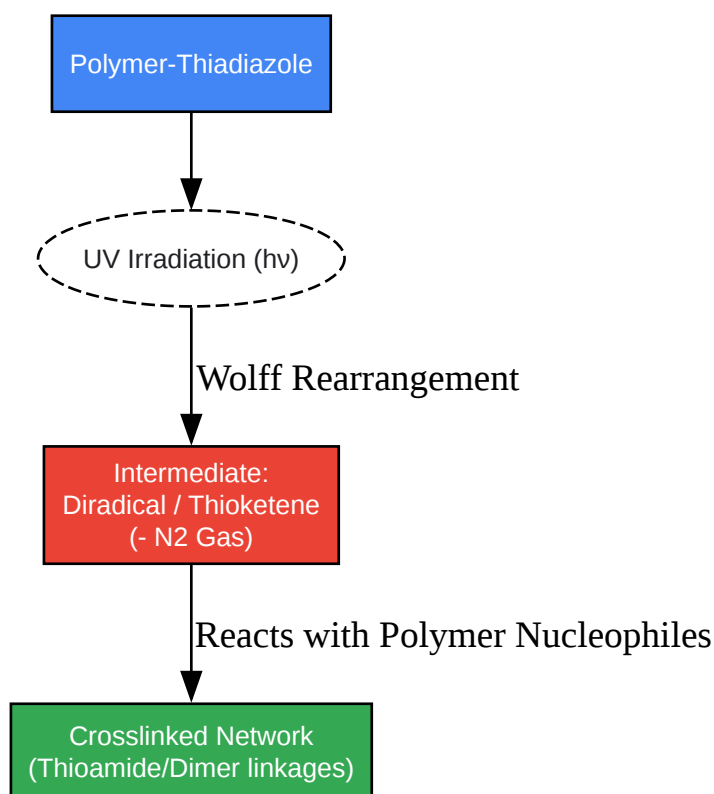 Polymer-Thiadiazole
UV Irradiation (hν)
Wolff Rearrangement
Intermediate:
Diradical / Thioketene
(- N2 Gas)
Reacts with Polymer Nucleophiles
Crosslinked Network
(Thioamide/Dimer linkages)